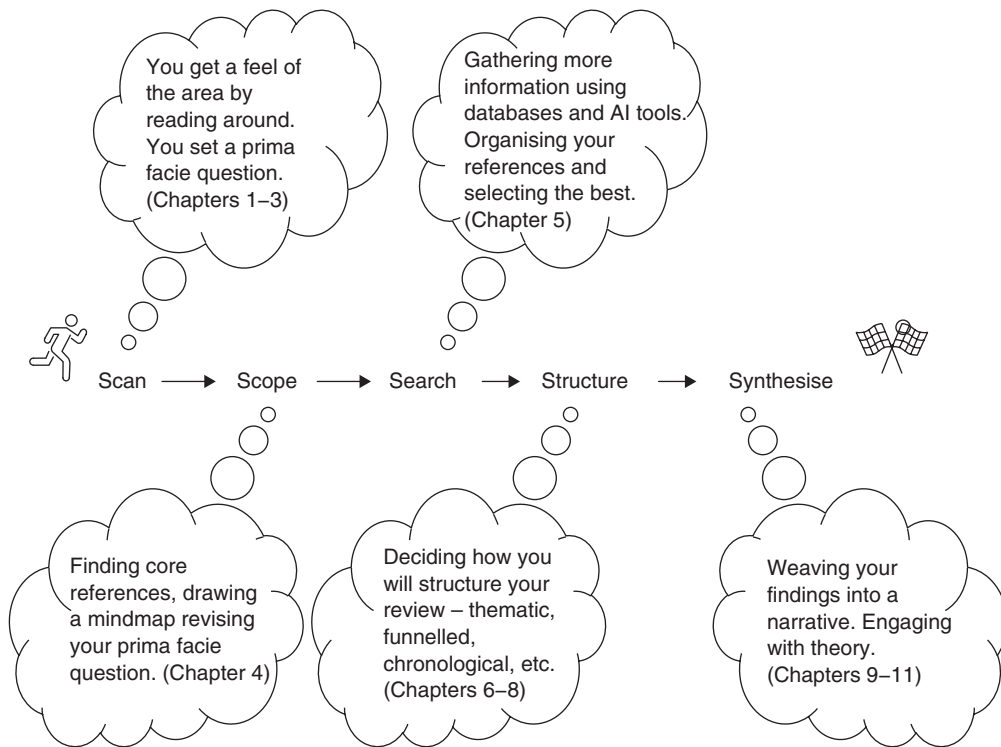 You get a feel of
the area by
reading around.
You set a prima
facie question.
(Chapters 1–3)
Gathering more
information using
databases and AI tools.
Organising your
references and
selecting the best.
(Chapter 5)
Scan
Scope
Search
Structure
Synthesise
Finding core
references, drawing
a mindmap revising
your prima facie
question. (Chapter 4)
Deciding how you
will structure your
review – thematic,
funnelled,
chronological, etc.
(Chapters 6–8)
Weaving your
findings into a
narrative. Engaging
with theory.
(Chapters 9–11)